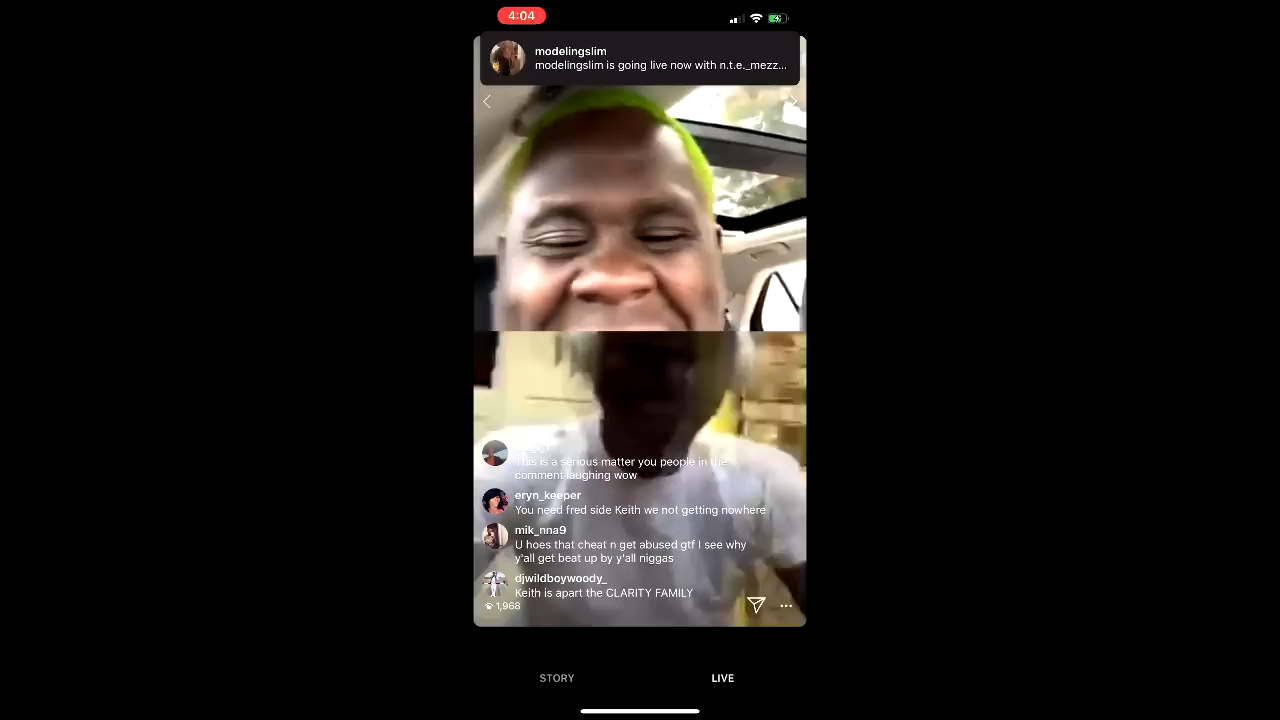 4:04
modelingslim
modelingslim is going live now with n.t.e._mezz...
This is a serious matter you people in the
comment laughing wow
eryn_keeper
You need fred side Keith we not getting nowhere
mik_nna9
U hoes that cheat n get abused gtf I see why
y'all get beat up by y'all niggas
djwildboywoody_
Keith is apart the CLARITY FAMILY
1,968
STORY
LIVE